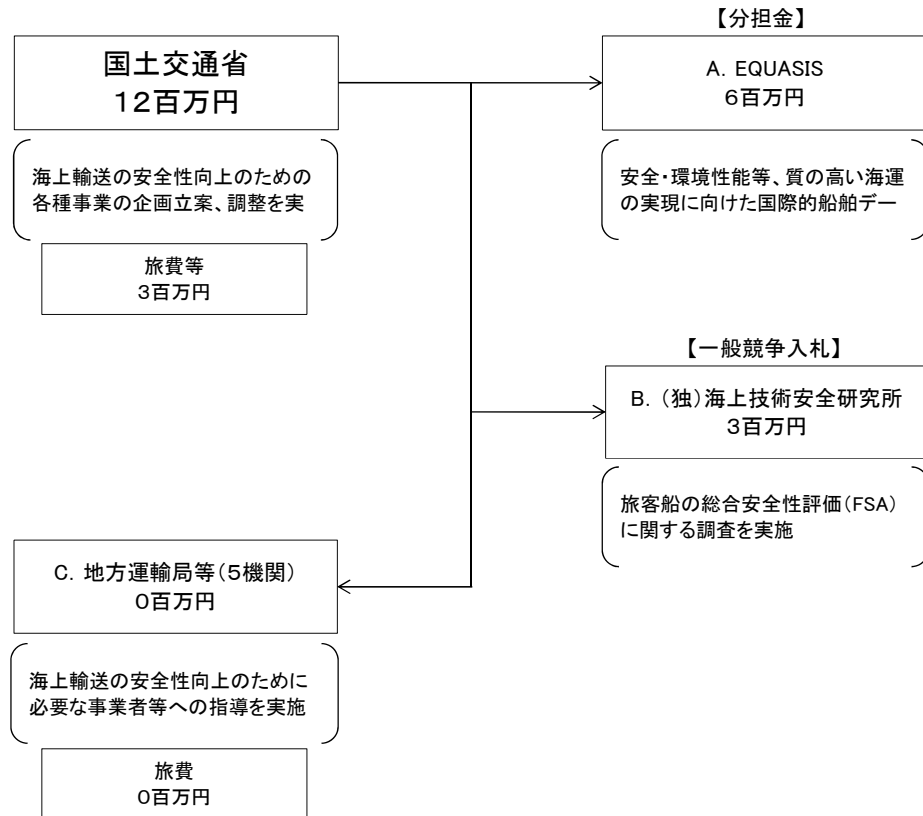 国土交通省
１２百万円
海上輸送の安全性向上のための
各種事業の企画立案、調整を実
旅費等
３百万円
【分担金】
A．EQUASIS
６百万円
安全・環境性能等、質の高い海運
の実現に向けた国際的船舶デー
【一般競争入札】
B．（独）海上技術安全研究所
３百万円
旅客船の総合安全性評価（FSA）
に関する調査を実施
C．地方運輸局等（５機関）
０百万円
海上輸送の安全性向上のために
必要な事業者等への指導を実施
旅費
０百万円